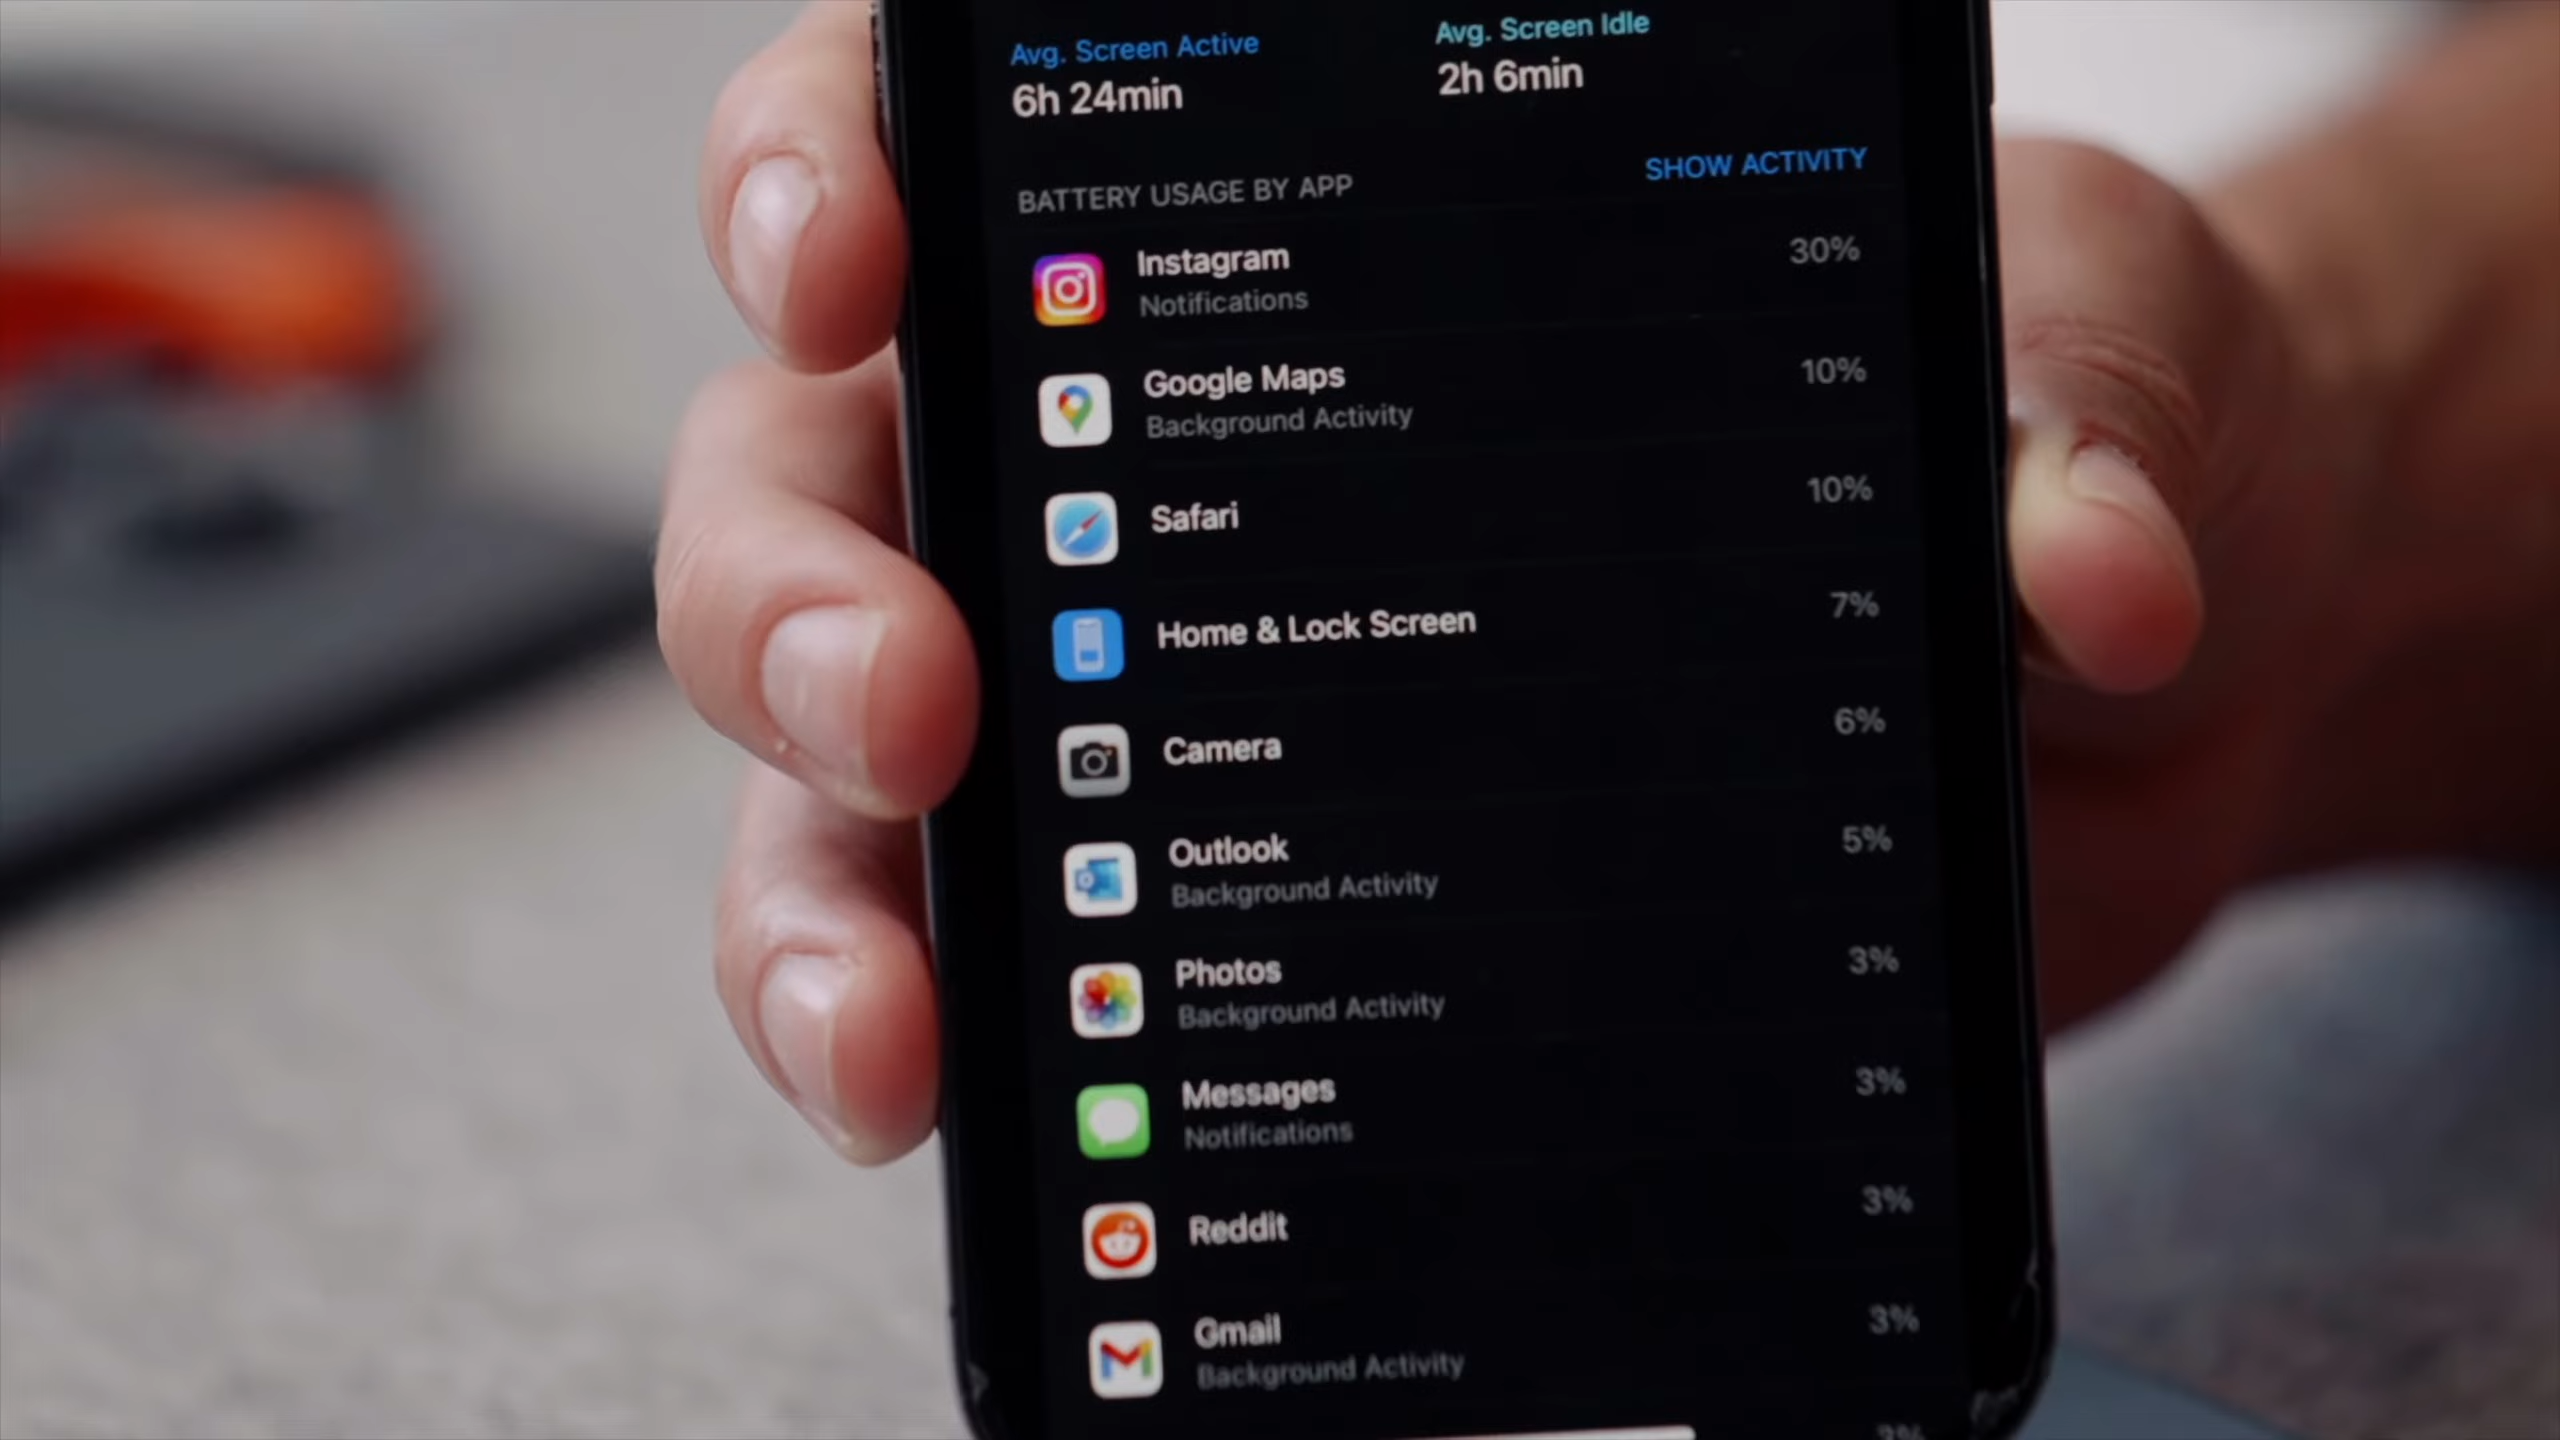 Avg. Screen Active
Avg. Screen Idle
6h 24min
2h 6min
BATTERY USAGE BY APP
SHOW ACTIVITY
Instagram
30%
Notifications
Google Maps
10%
Background Activity
Safari
10%
Home & Lock Screen
7%
Camera
6%
Outlook
5%
Background Activity
Photos
3%
Background Activity
Messages
3%
Notifications
Reddit
3%
Gmail
3%
Background Activity